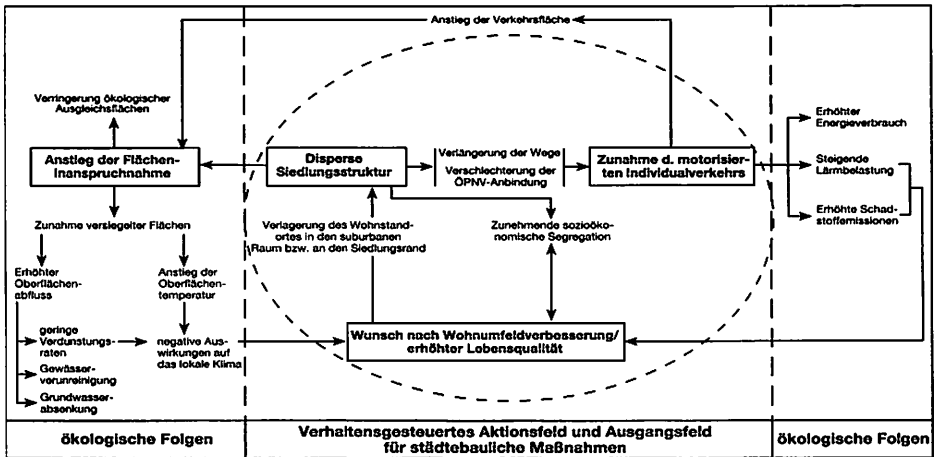 Anstieg der Verkehrsfläche
Verringerung ökologischer
Ausgleichsflächen
Anstieg der Flächen-
inanspruchnahme
Zunahme versiegelter Flächen
Erhöhter
Oberflächen-
abfluss
Anstieg der
Oberflächen-
temperatur
geringe
Verdunstungs-
raten
negative Aus-
wirkungen auf
das lokale Klima
Gewässer-
verunreinigung
Grundwasser-
absenkung
Disperse
Siedlungsstruktur
Verlängerung der Wege
Verschlechterung der
ÖPNV-Anbindung
Zunahme d. motorisier-
ten Individualverkehrs
Verlagerung des Wohnstand-
ortes in den suburbanen
Raum bzw. an den Siedlungsrand
Zunehmende sozioöko-
nomische Segregation
Wunsch nach Wohnumfeldverbesserung/
erhöhter Lebensqualität
Erhöhter
Energieverbrauch
Steigende
Lärmbelastung
Erhöhte Schad-
stoffemissionen
ökologische Folgen
Verhaltensgesteuertes Aktionsfeld und Ausgangsfeld
für städtebauliche Maßnahmen
ökologische Folgen